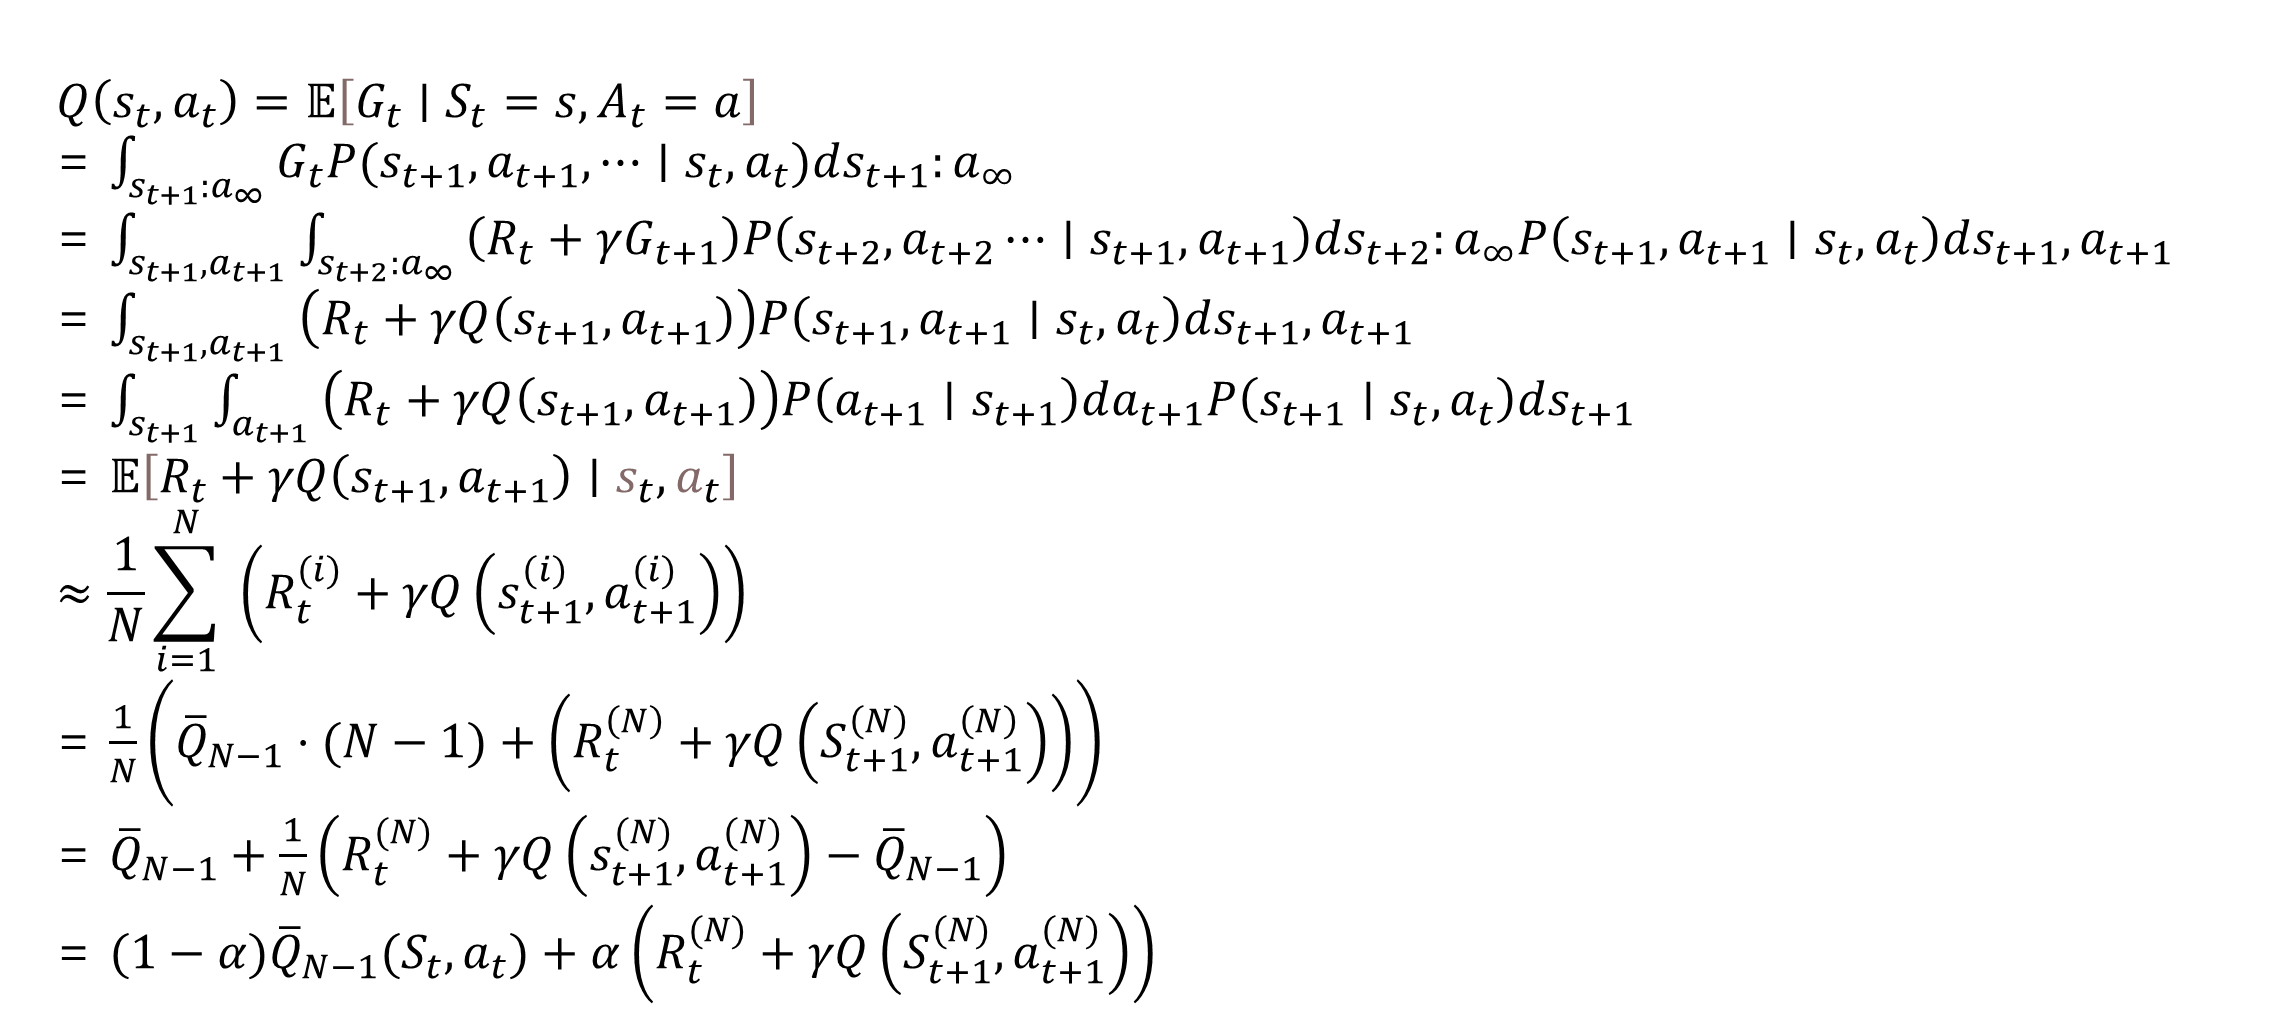 Q(s_t, a_t) = 𝔼[G_t ∣ S_t = s, A_t = a]
= ∫_{s_{t+1}:a_∞} G_t P(s_{t+1}, a_{t+1}, ⋯ ∣ s_t, a_t)ds_{t+1}: a_∞
= ∫_{s_{t+1},a_{t+1}} ∫_{s_{t+2}:a_∞} (R_t + γG_{t+1})P(s_{t+2}, a_{t+2} ⋯ ∣ s_{t+1}, a_{t+1})ds_{t+2}: a_∞ P(s_{t+1}, a_{t+1} ∣ s_t, a_t)ds_{t+1}, a_{t+1}
= ∫_{s_{t+1},a_{t+1}} (R_t + γQ(s_{t+1}, a_{t+1}))P(s_{t+1}, a_{t+1} ∣ s_t, a_t)ds_{t+1}, a_{t+1}
= ∫_{s_{t+1}} ∫_{a_{t+1}} (R_t + γQ(s_{t+1}, a_{t+1}))P(a_{t+1} ∣ s_{t+1})da_{t+1}P(s_{t+1} ∣ s_t, a_t)ds_{t+1}
= 𝔼[R_t + γQ(s_{t+1}, a_{t+1}) ∣ s_t, a_t]
≈ \frac{1}{N} ∑_{i=1}^{N} (R_t^{(i)} + γQ(s_{t+1}^{(i)}, a_{t+1}^{(i)}))
= \frac{1}{N} (Q̄_{N−1} · (N − 1) + (R_t^{(N)} + γQ(S_{t+1}^{(N)}, a_{t+1}^{(N)})))
= Q̄_{N−1} + \frac{1}{N} (R_t^{(N)} + γQ(s_{t+1}^{(N)}, a_{t+1}^{(N)}) − Q̄_{N−1})
= (1 − α)Q̄_{N−1}(S_t, a_t) + α(R_t^{(N)} + γQ(S_{t+1}^{(N)}, a_{t+1}^{(N)}))